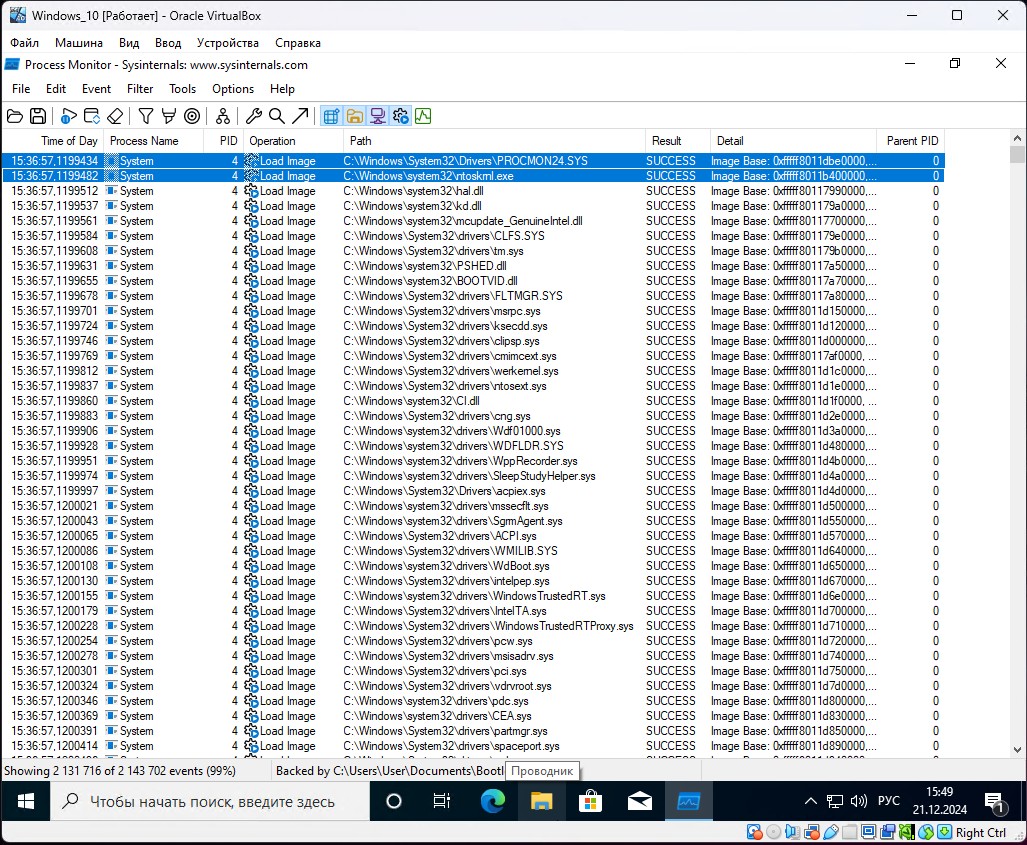 Windows_10 [Работает] - Oracle VirtualBox
Файл Машина Вид Ввод Устройства Справка
Process Monitor - Sysinternals: www.sysinternals.com
File Edit Event Filter Tools Options Help
Time of Day Process Name PID Operation Path Result Detail Parent PID
15:36:57,1199434 System 4 Load Image C:\Windows\System32\Drivers\PROCMON24.SYS SUCCESS Image Base: 0xfffff8011dbe0000,... 0
15:36:57,1199482 System 4 Load Image C:\Windows\system32\ntoskrnl.exe SUCCESS Image Base: 0xfffff8011b400000,... 0
15:36:57,1199512 System 4 Load Image C:\Windows\system32\hal.dll SUCCESS Image Base: 0xfffff80117990000,... 0
15:36:57,1199537 System 4 Load Image C:\Windows\system32\kd.dll SUCCESS Image Base: 0xfffff801179a0000,... 0
15:36:57,1199561 System 4 Load Image C:\Windows\system32\mcupdate_GenuineIntel.dll SUCCESS Image Base: 0xfffff80117700000,... 0
15:36:57,1199584 System 4 Load Image C:\Windows\System32\drivers\CLFS.SYS SUCCESS Image Base: 0xfffff801179e0000,... 0
15:36:57,1199608 System 4 Load Image C:\Windows\System32\drivers\tm.sys SUCCESS Image Base: 0xfffff801179b0000,... 0
15:36:57,1199631 System 4 Load Image C:\Windows\system32\PSHED.dll SUCCESS Image Base: 0xfffff80117a50000,... 0
15:36:57,1199655 System 4 Load Image C:\Windows\system32\BOOTVID.dll SUCCESS Image Base: 0xfffff80117a70000,... 0
15:36:57,1199678 System 4 Load Image C:\Windows\System32\drivers\FLTMGR.SYS SUCCESS Image Base: 0xfffff80117a80000,... 0
15:36:57,1199701 System 4 Load Image C:\Windows\System32\drivers\msrpc.sys SUCCESS Image Base: 0xfffff8011d150000,... 0
15:36:57,1199724 System 4 Load Image C:\Windows\System32\drivers\ksecdd.sys SUCCESS Image Base: 0xfffff8011d120000,... 0
15:36:57,1199746 System 4 Load Image C:\Windows\System32\drivers\clipsp.sys SUCCESS Image Base: 0xfffff8011d000000,... 0
15:36:57,1199769 System 4 Load Image C:\Windows\System32\drivers\cmimcext.sys SUCCESS Image Base: 0xfffff80117af0000, ... 0
15:36:57,1199812 System 4 Load Image C:\Windows\System32\drivers\werkernel.sys SUCCESS Image Base: 0xfffff8011d1c0000,... 0
15:36:57,1199837 System 4 Load Image C:\Windows\System32\drivers\ntosext.sys SUCCESS Image Base: 0xfffff8011d1e0000,... 0
15:36:57,1199860 System 4 Load Image C:\Windows\system32\CI.dll SUCCESS Image Base: 0xfffff8011d1f0000, ... 0
15:36:57,1199883 System 4 Load Image C:\Windows\System32\drivers\cng.sys SUCCESS Image Base: 0xfffff8011d2e0000,... 0
15:36:57,1199906 System 4 Load Image C:\Windows\system32\drivers\Wdf01000.sys SUCCESS Image Base: 0xfffff8011d3a0000,... 0
15:36:57,1199928 System 4 Load Image C:\Windows\system32\drivers\WDFLDR.SYS SUCCESS Image Base: 0xfffff8011d480000,... 0
15:36:57,1199951 System 4 Load Image C:\Windows\system32\drivers\WppRecorder.sys SUCCESS Image Base: 0xfffff8011d4b0000,... 0
15:36:57,1199974 System 4 Load Image C:\Windows\system32\drivers\SleepStudyHelper.sys SUCCESS Image Base: 0xfffff8011d4a0000,... 0
15:36:57,1199997 System 4 Load Image C:\Windows\System32\Drivers\acpiex.sys SUCCESS Image Base: 0xfffff8011d4d0000,... 0
15:36:57,1200021 System 4 Load Image C:\Windows\system32\drivers\mssecflt.sys SUCCESS Image Base: 0xfffff8011d500000,... 0
15:36:57,1200043 System 4 Load Image C:\Windows\system32\drivers\SgrmAgent.sys SUCCESS Image Base: 0xfffff8011d550000,... 0
15:36:57,1200065 System 4 Load Image C:\Windows\System32\drivers\ACPI.sys SUCCESS Image Base: 0xfffff8011d570000,... 0
15:36:57,1200086 System 4 Load Image C:\Windows\System32\drivers\WMILIB.SYS SUCCESS Image Base: 0xfffff8011d640000,... 0
15:36:57,1200108 System 4 Load Image C:\Windows\system32\drivers\WdBoot.sys SUCCESS Image Base: 0xfffff8011d650000,... 0
15:36:57,1200130 System 4 Load Image C:\Windows\System32\drivers\intelpep.sys SUCCESS Image Base: 0xfffff8011d670000,... 0
15:36:57,1200155 System 4 Load Image C:\Windows\system32\drivers\WindowsTrustedRT.sys SUCCESS Image Base: 0xfffff8011d6e0000,... 0
15:36:57,1200179 System 4 Load Image C:\Windows\System32\drivers\IntelTA.sys SUCCESS Image Base: 0xfffff8011d700000,... 0
15:36:57,1200228 System 4 Load Image C:\Windows\System32\drivers\WindowsTrustedRTProxy.sys SUCCESS Image Base: 0xfffff8011d710000,... 0
15:36:57,1200254 System 4 Load Image C:\Windows\System32\drivers\pcw.sys SUCCESS Image Base: 0xfffff8011d720000,... 0
15:36:57,1200278 System 4 Load Image C:\Windows\System32\drivers\msisadrv.sys SUCCESS Image Base: 0xfffff8011d740000,... 0
15:36:57,1200301 System 4 Load Image C:\Windows\System32\drivers\pci.sys SUCCESS Image Base: 0xfffff8011d750000,... 0
15:36:57,1200324 System 4 Load Image C:\Windows\System32\drivers\vdrvroot.sys SUCCESS Image Base: 0xfffff8011d7d0000,... 0
15:36:57,1200346 System 4 Load Image C:\Windows\system32\drivers\pdc.sys SUCCESS Image Base: 0xfffff8011d800000,... 0
15:36:57,1200369 System 4 Load Image C:\Windows\system32\drivers\CEA.sys SUCCESS Image Base: 0xfffff8011d830000,... 0
15:36:57,1200391 System 4 Load Image C:\Windows\System32\drivers\partmgr.sys SUCCESS Image Base: 0xfffff8011d850000,... 0
15:36:57,1200414 System 4 Load Image C:\Windows\System32\drivers\spaceport.sys SUCCESS Image Base: 0xfffff8011d890000,... 0
Showing 2 131 716 of 2 143 702 events (99%) Backed by C:\Users\User\Documents\Bootl Проводник
Чтобы начать поиск, введите здесь РУС 15:49
21.12.2024 1
Right Ctrl